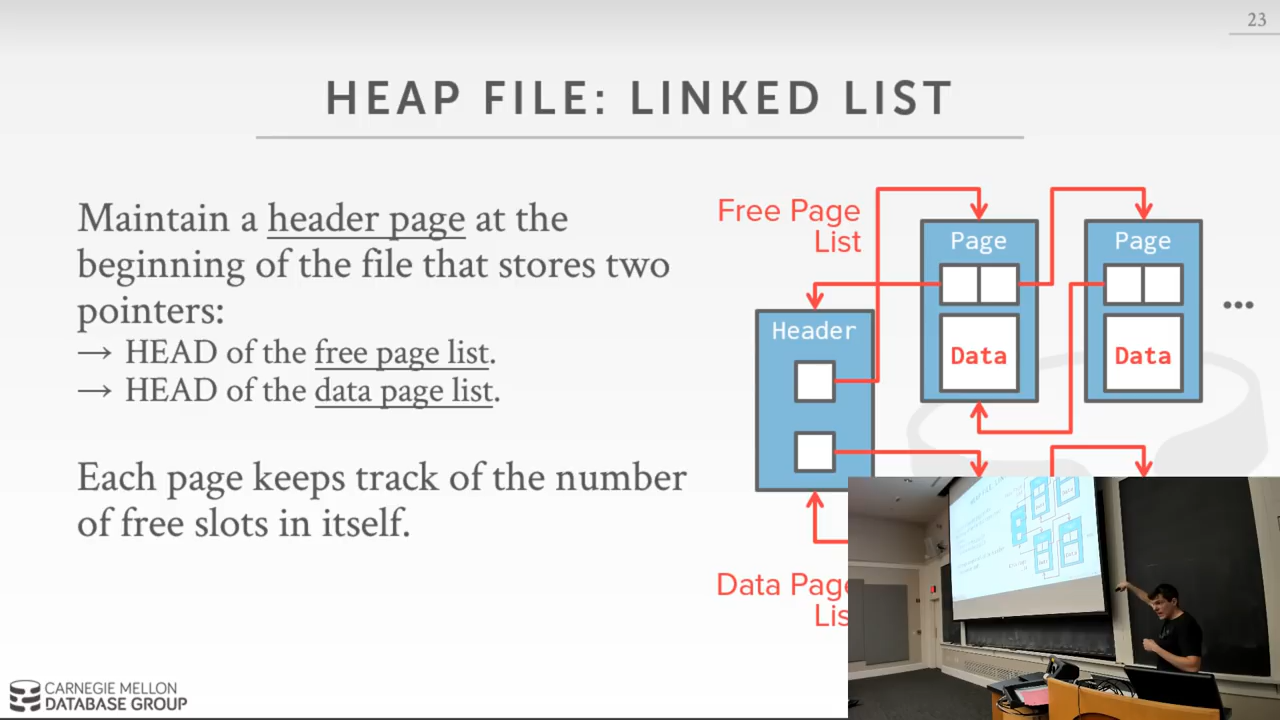 23
HEAP FILE: LINKED LIST
Maintain a header page at the
beginning of the file that stores two
pointers:
→ HEAD of the free page list.
→ HEAD of the data page list.
Each page keeps track of the number
of free slots in itself.
Free Page
List
Page
Page
Header
Data
Data
...
Data Page
Lis
CARNEGIE MELLON
DATABASE GROUP